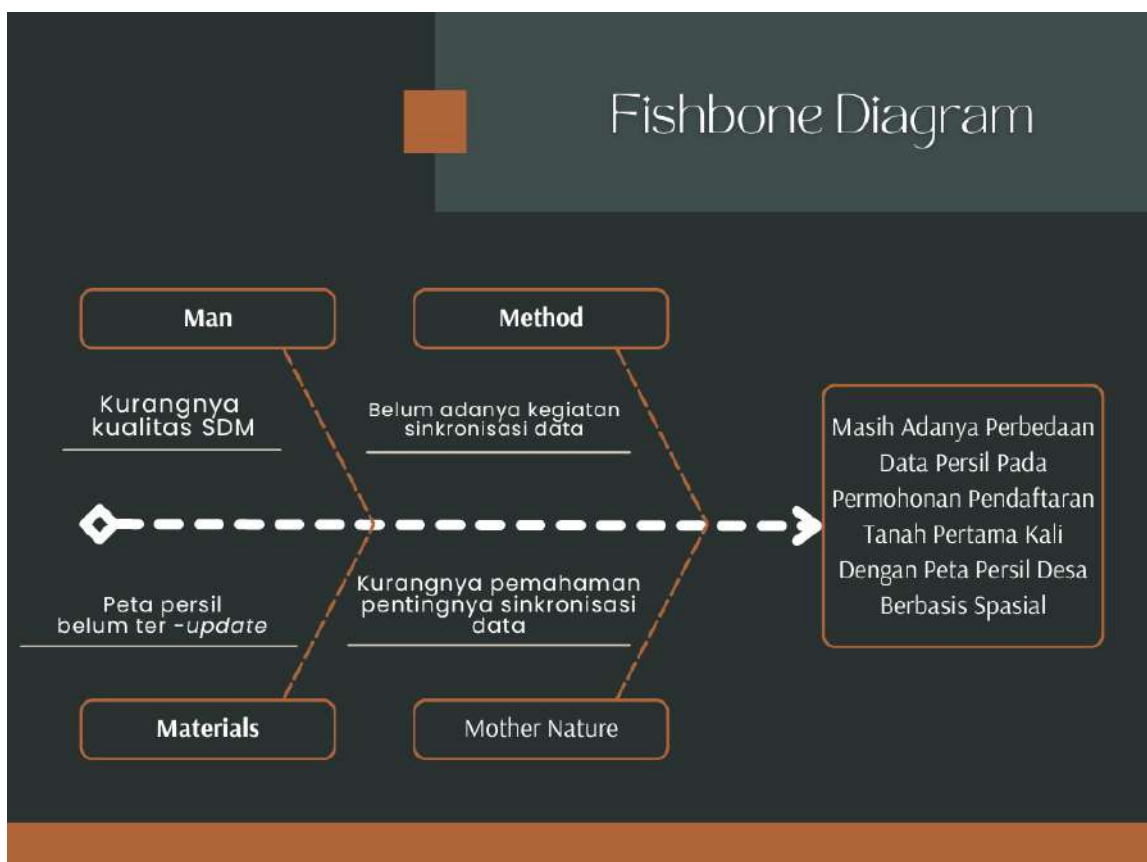 Fishbone Diagram
Man
Method
Kurangnya
kualitas SDM
Belum adanya kegiatan
sinkronisasi data
Masih Adanya Perbedaan
Data Persil Pada
Permohonan Pendaftaran
Tanah Pertama Kali
Dengan Peta Persil Desa
Berbasis Spasial
Peta persil
belum ter -update
Kurangnya pemahaman
pentingnya sinkronisasi
data
Materials
Mother Nature